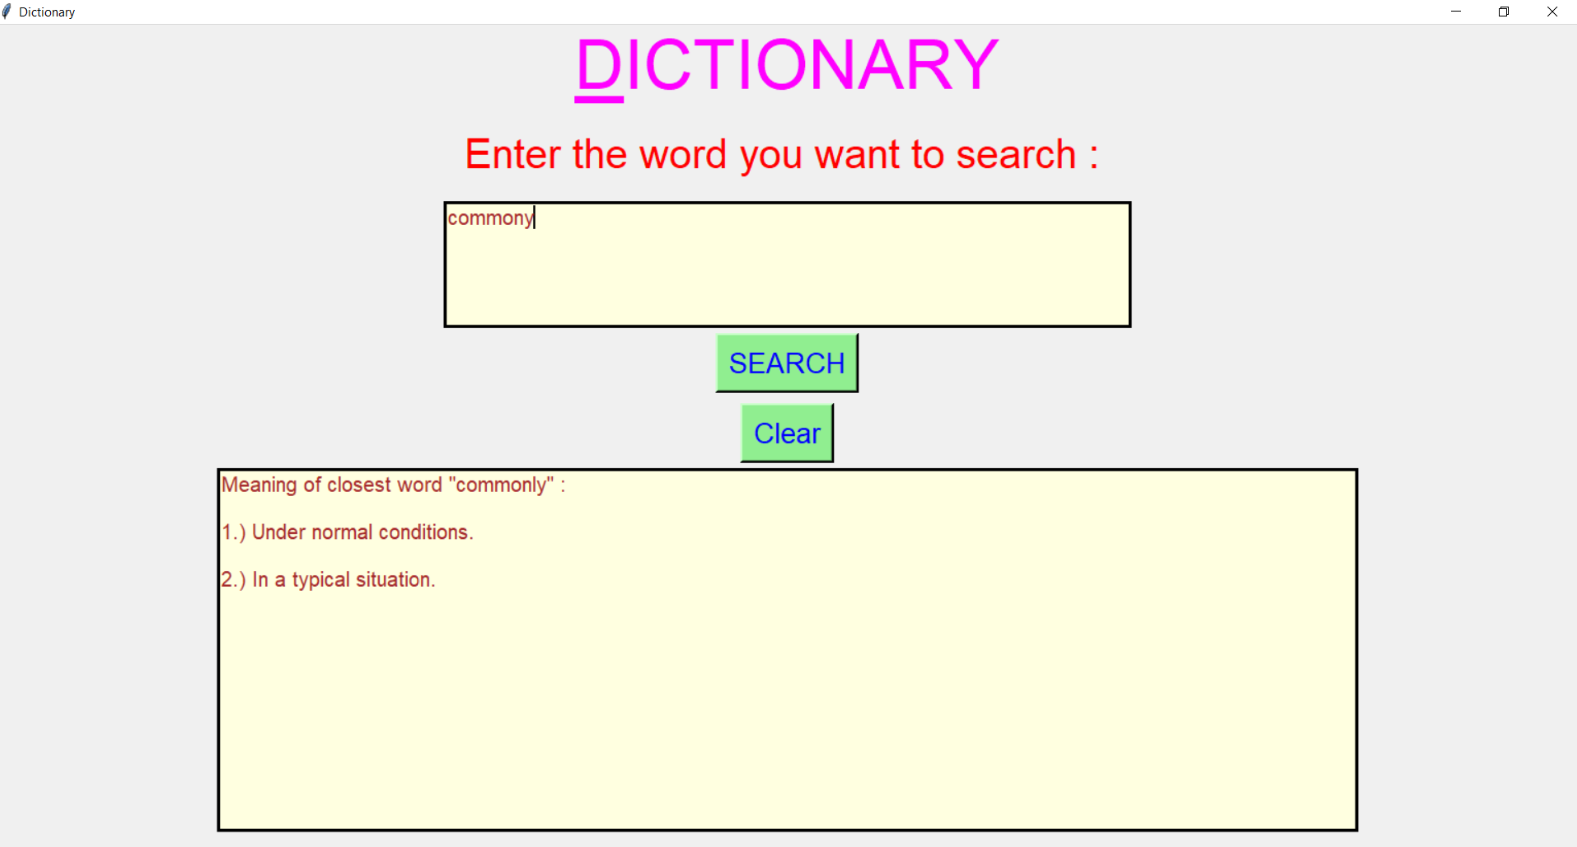 Dictionary
DICTIONARY
Enter the word you want to search :
commony
SEARCH
Clear
Meaning of closest word "commonly" :
1.) Under normal conditions.
2.) In a typical situation.